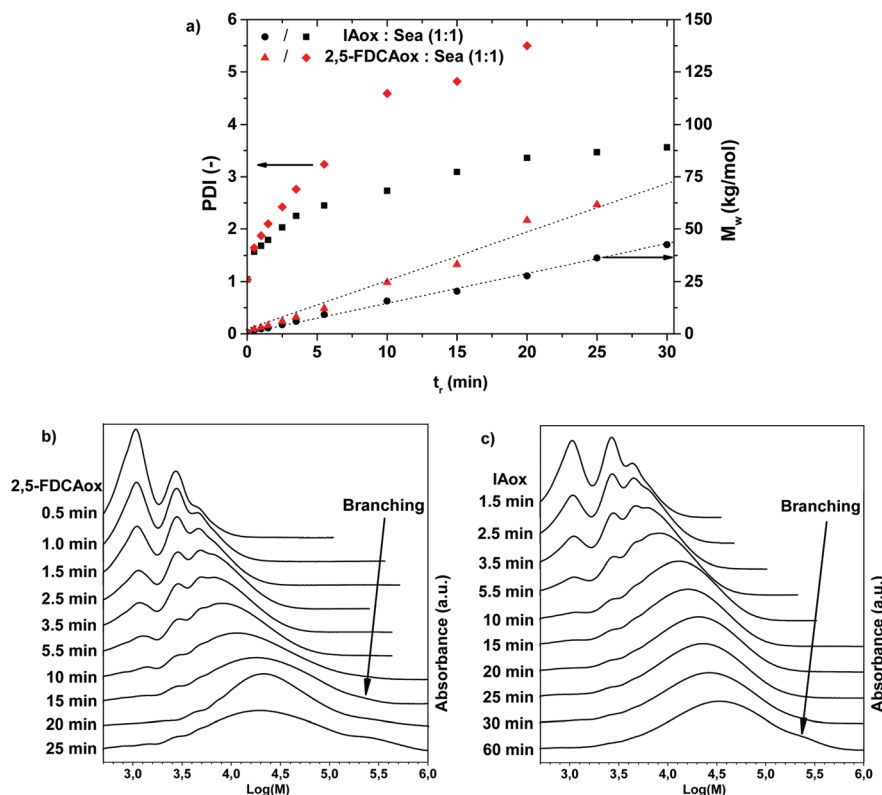 a)
● / ■ IAox : Sea (1:1)
▲ / ◆ 2,5-FDCAox : Sea (1:1)
PDI (-)
6
5
4
3
2
1
0
M_w (kg/mol)
150
125
100
75
50
25
0
0 5 10 15 20 25 30
t_r (min)
b)
2,5-FDCAox
0.5 min
1.0 min
1.5 min
2.5 min
3.5 min
5.5 min
10 min
15 min
20 min
25 min
Branching
Absorbance (a.u.)
3,0 3,5 4,0 4,5 5,0 5,5 6,0
Log(M)
c)
IAox
1.5 min
2.5 min
3.5 min
5.5 min
10 min
15 min
20 min
25 min
30 min
60 min
Branching
Absorbance (a.u.)
3,0 3,5 4,0 4,5 5,0 5,5 6,0
Log(M)